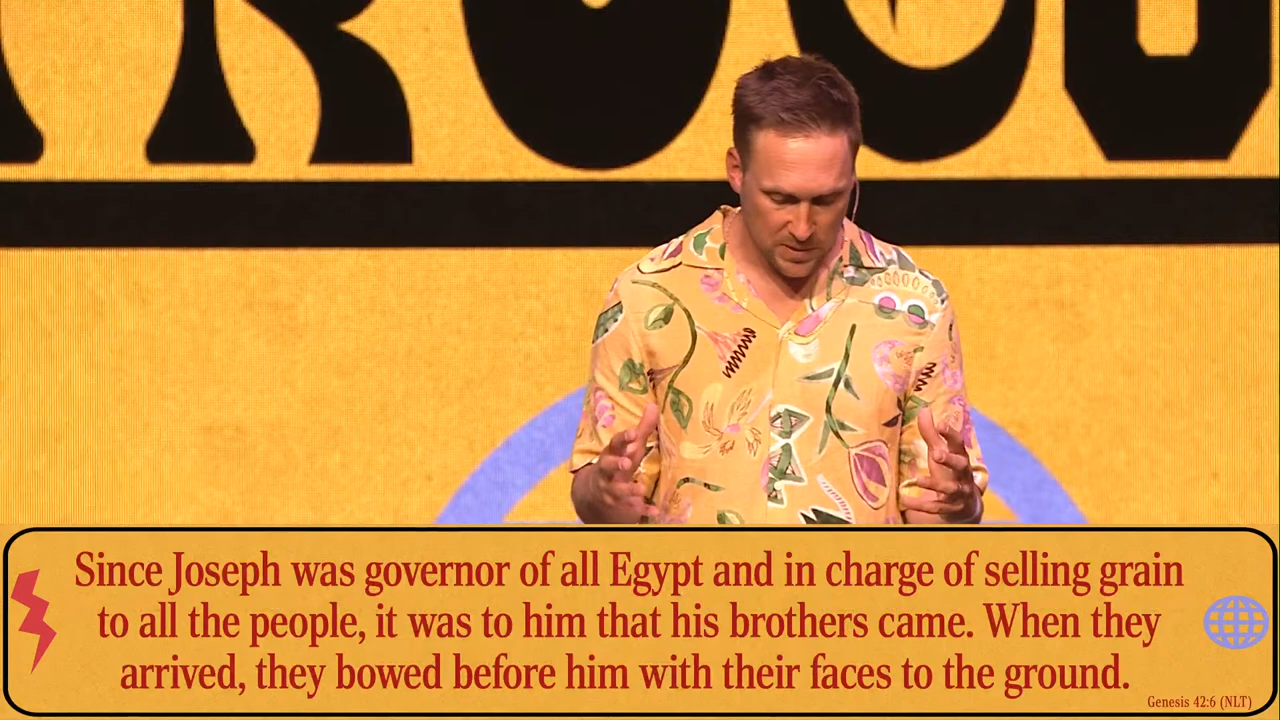 Since Joseph was governor of all Egypt and in charge of selling grain
to all the people, it was to him that his brothers came. When they
arrived, they bowed before him with their faces to the ground.
Genesis 42:6 (NLT)